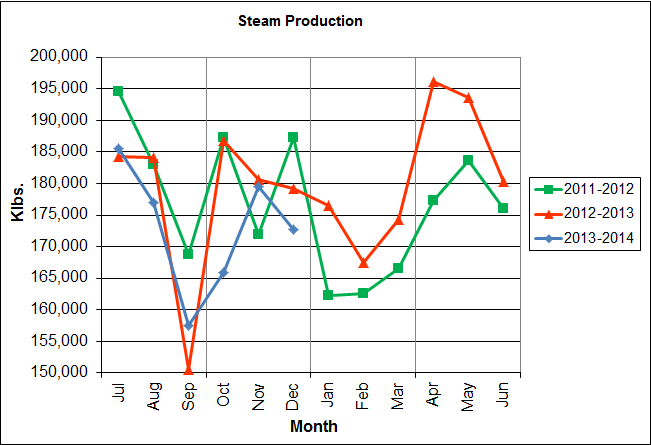 Steam Production
200,000
195,000
190,000
185,000
180,000
175,000
170,000
165,000
160,000
155,000
150,000
Klbs.
Jul
Aug
Sep
Oct
Nov
Dec
Jan
Feb
Mar
Apr
May
Jun
Month
2011-2012
2012-2013
2013-2014